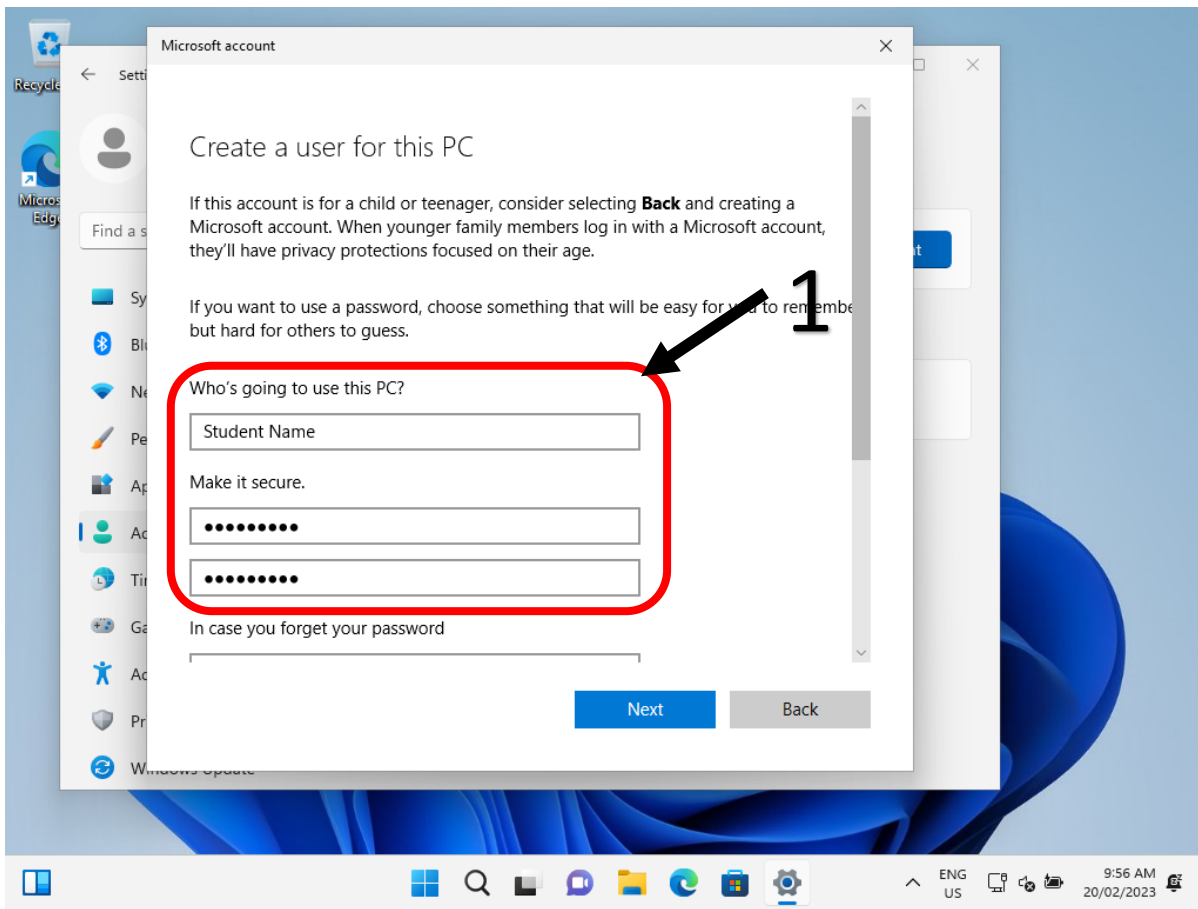 Recycle
Micros
Edg
Setti
Find a s
Sy
Blu
Ne
Pe
Ap
Ac
Tir
Ga
Ac
Pr
Windows Update
nt
Microsoft account
Create a user for this PC
If this account is for a child or teenager, consider selecting Back and creating a
Microsoft account. When younger family members log in with a Microsoft account,
they'll have privacy protections focused on their age.
If you want to use a password, choose something that will be easy for you to remembe
but hard for others to guess.
1
Who's going to use this PC?
Student Name
Make it secure.
●●●●●●●●●
●●●●●●●●●
In case you forget your password
Next Back
ENG
US
9:56 AM
20/02/2023